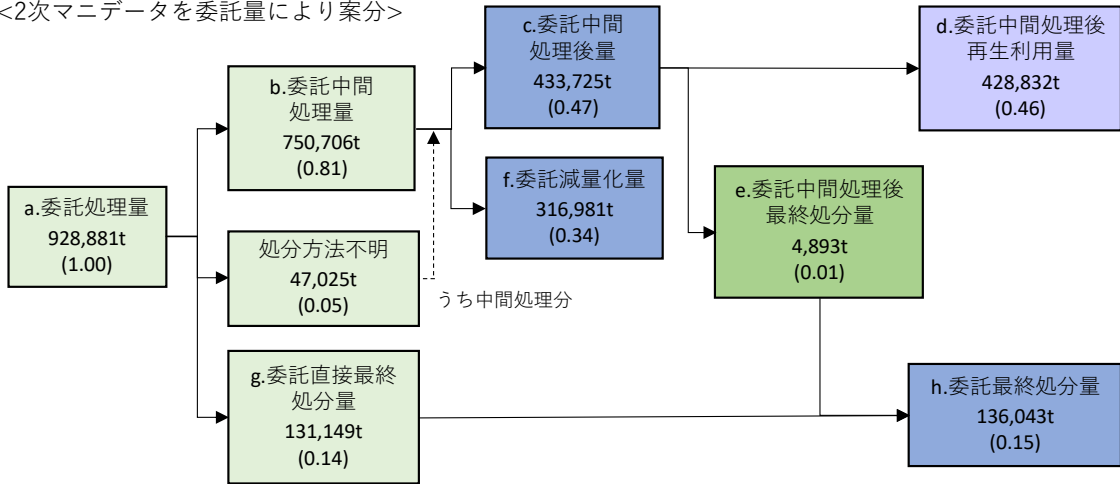 <2次マニデータを委託量により案分>
a.委託処理量
928,881t
(1.00)
b.委託中間
処理量
750,706t
(0.81)
処分方法不明
47,025t
(0.05)
うち中間処理分
g.委託直接最終
処分量
131,149t
(0.14)
c.委託中間
処理後量
433,725t
(0.47)
f.委託減量化量
316,981t
(0.34)
d.委託中間処理後
再生利用量
428,832t
(0.46)
e.委託中間処理後
最終処分量
4,893t
(0.01)
h.委託最終処分量
136,043t
(0.15)